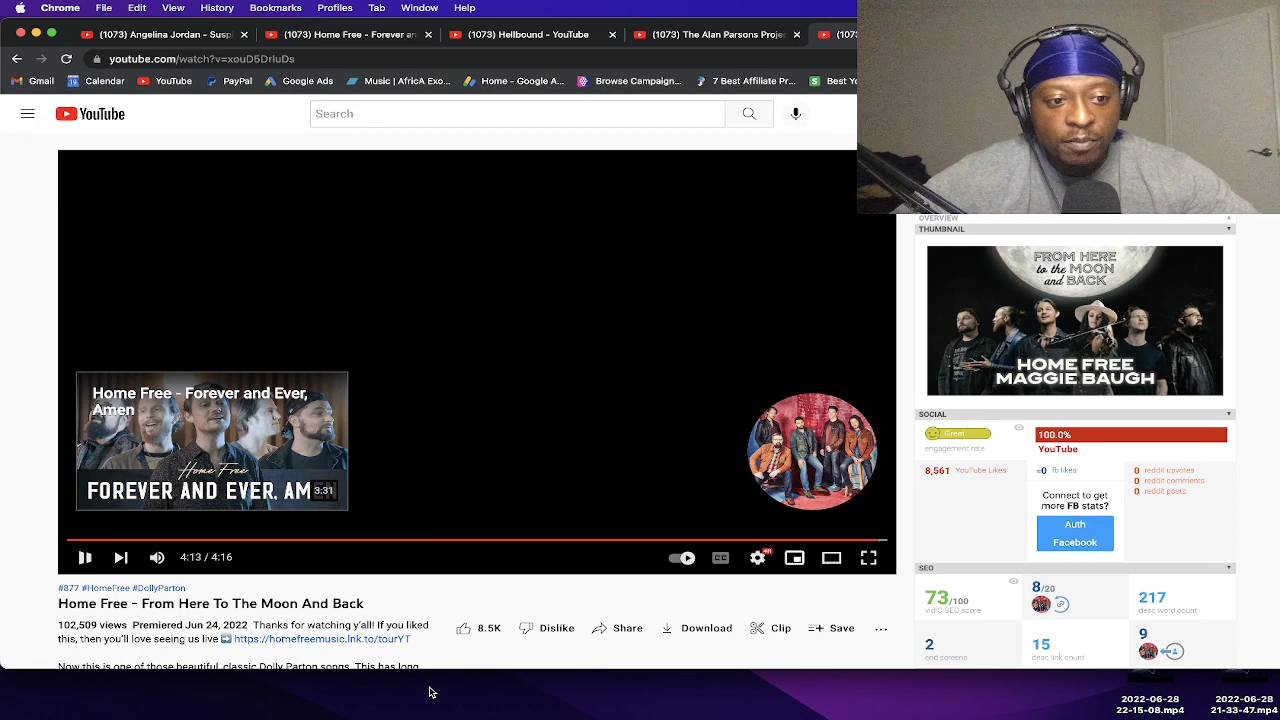 Chrome File Edit View History Bookmarks Profiles Tab Window Help
(1073) Angelina Jordan - Susp
(1073) Home Free - Forever an
(1073) Hellbound - YouTube
(1073) The Alan Parsons Proje
youtube.com/watch?v=xouD5DrIuDs
Gmail
Calendar
YouTube
PayPal
Google Ads
Music | Africa Exo...
Home - Google A...
Browse Campaign...
7 Best Affiliate Pr...
Best Yo
YouTube
Search
OVERVIEW
THUMBNAIL
FROM HERE
to the MOON
and BACK
HOME FREE
MAGGIE BAUGH
Home Free - Forever and Ever
Amen
Home Free
FOREVER AND EVER, AM
3:31
SOCIAL
Great
engagement rate
100.0%
YouTube
8,561 YouTube Likes
≈0 fb likes
0 reddit upvotes
0 reddit comments
0 reddit posts
Connect to get
more FB stats?
Auth
Facebook
4:13 / 4:16
CC
SEO
73/100
vidIQ SEO score
8/20
217
desc word count
2
end screens
15
desc link count
9
#877 #HomeFree #DollyParton
Home Free - From Here To The Moon And Back
102,509 views Premiered Jun 24, 2022 Thanks for watching y'all! If you liked
this, then you'll love seeing us live ➡️ https://homefreemusic.lnk.to/tourYT
8.5K
Dislike
Share
Download
Clip
Save
Now this is one of those beautiful, classic Dolly Parton
2022-06-28
22-15-08.mp4
2022-06-28
21-33-47.mp4